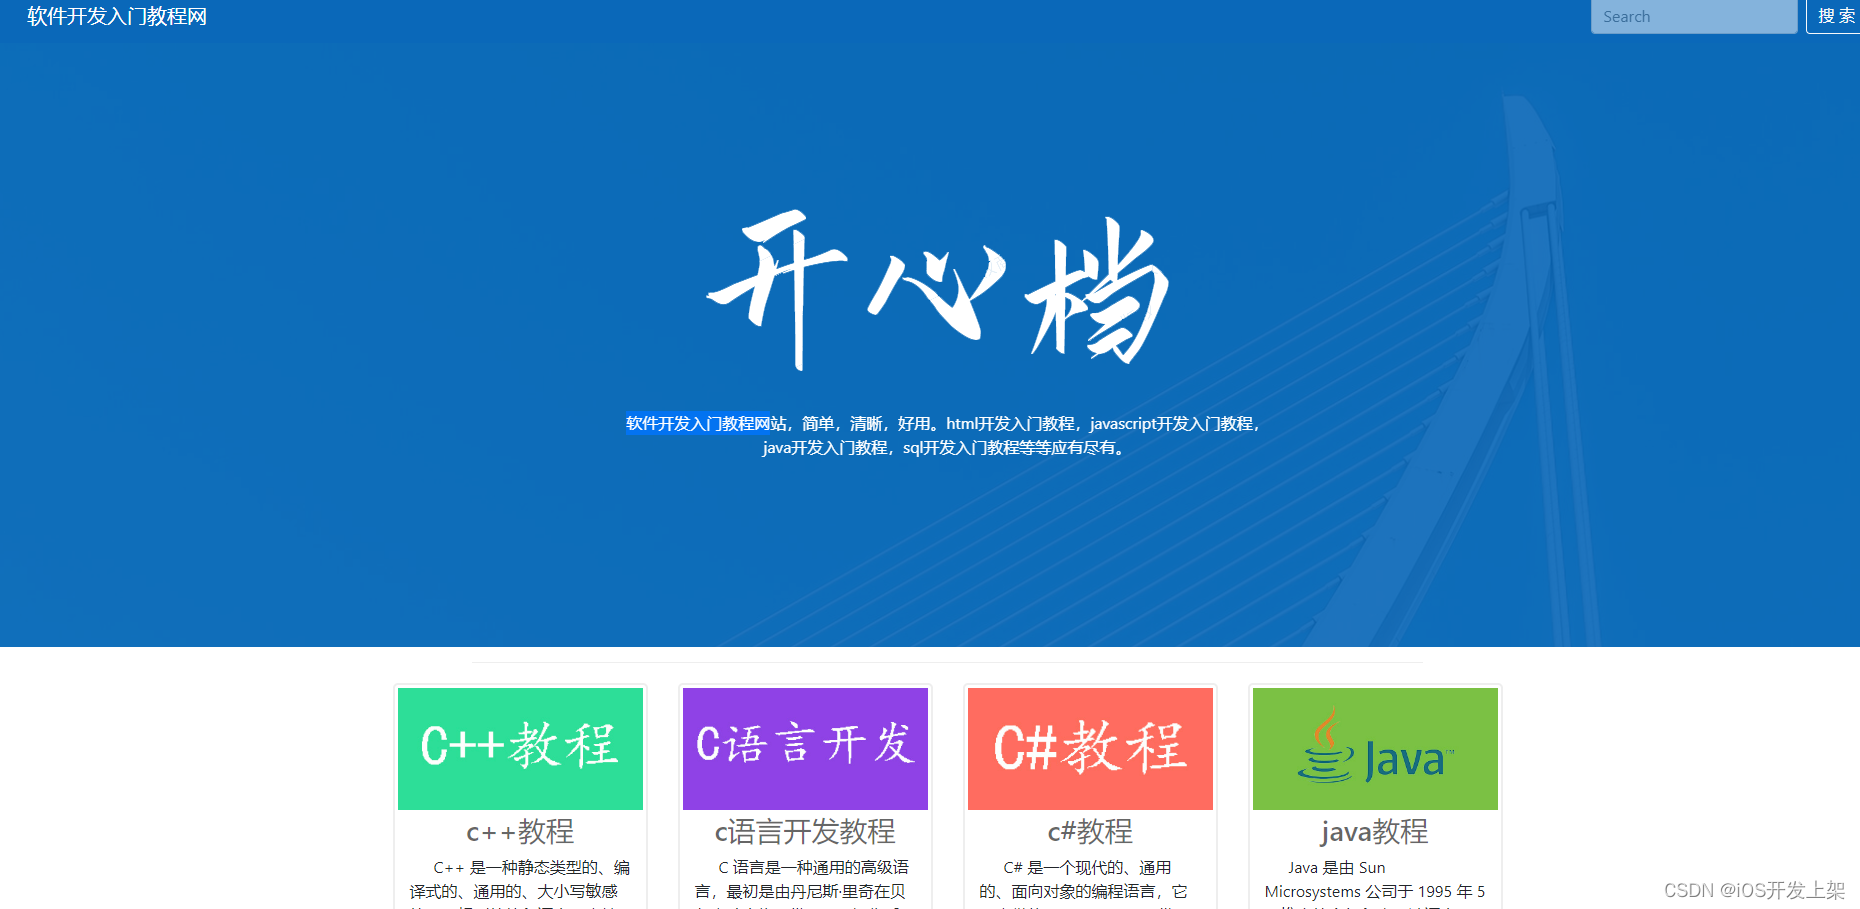 软件开发入门教程网
Search
搜 索
开心档
软件开发入门教程网站，简单，清晰，好用。html开发入门教程，javascript开发入门教程，
java开发入门教程，sql开发入门教程等等应有尽有。
C++教程
C语言开发
C#教程
Java™
c++教程
c语言开发教程
c#教程
java教程
C++ 是一种静态类型的、编
译式的、通用的、大小写敏感
C 语言是一种通用的高级语
言，最初是由丹尼斯·里奇在贝
C# 是一个现代的、通用
的、面向对象的编程语言，它
Java 是由 Sun
Microsystems 公司于 1995 年 5
CSDN @iOS开发上架